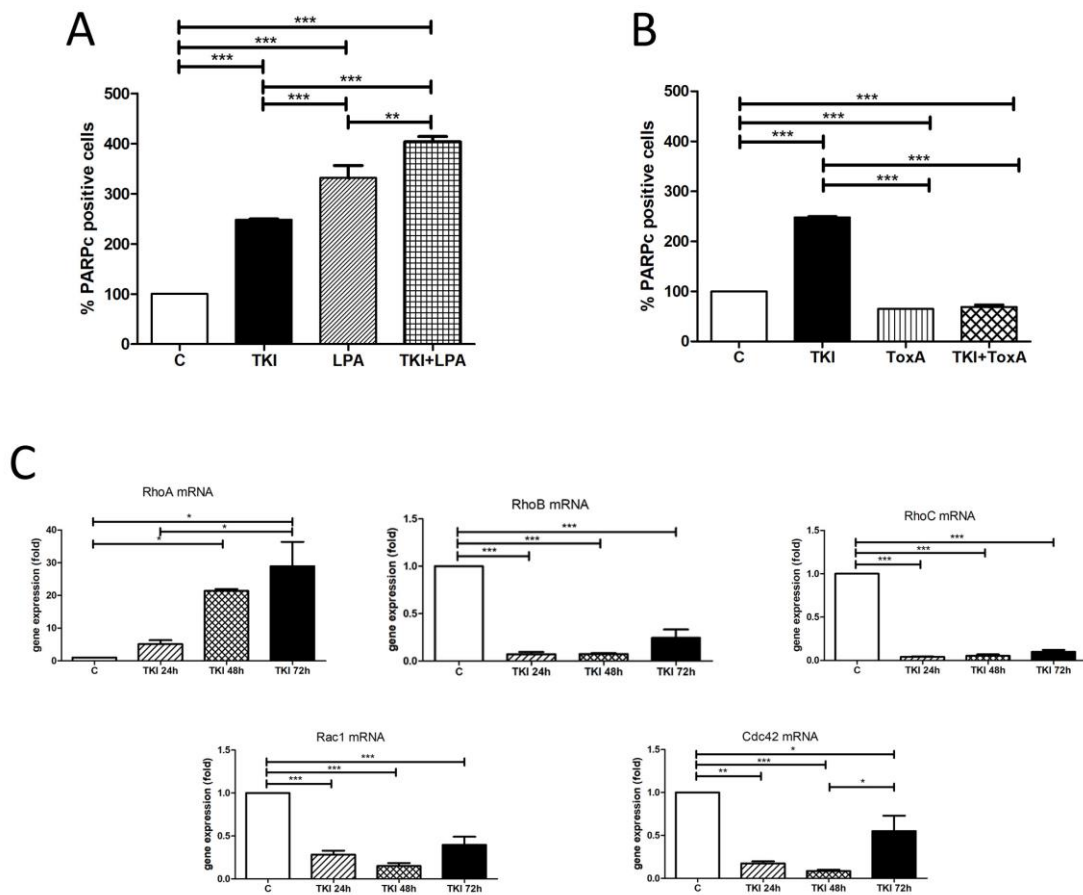 A
***
***
***
***
***
**
% PARPc positive cells
500
400
300
200
100
0
C TKI LPA TKI+LPA
B
***
***
***
***
***
% PARPc positive cells
500
400
300
200
100
0
C TKI ToxA TKI+ToxA
C
RhoA mRNA
*
*
*
gene expression (fold)
40
30
20
10
0
C TKI 24h TKI 48h TKI 72h
RhoB mRNA
***
***
***
gene expression (fold)
1.5
1.0
0.5
0.0
C TKI 24h TKI 48h TKI 72h
RhoC mRNA
***
***
***
gene expression (fold)
1.5
1.0
0.5
0.0
C TKI 24h TKI 48h TKI 72h
Rac1 mRNA
***
***
***
gene expression (fold)
1.5
1.0
0.5
0.0
C TKI 24h TKI 48h TKI 72h
Cdc42 mRNA
*
***
**
*
gene expression (fold)
1.5
1.0
0.5
0.0
C TKI 24h TKI 48h TKI 72h